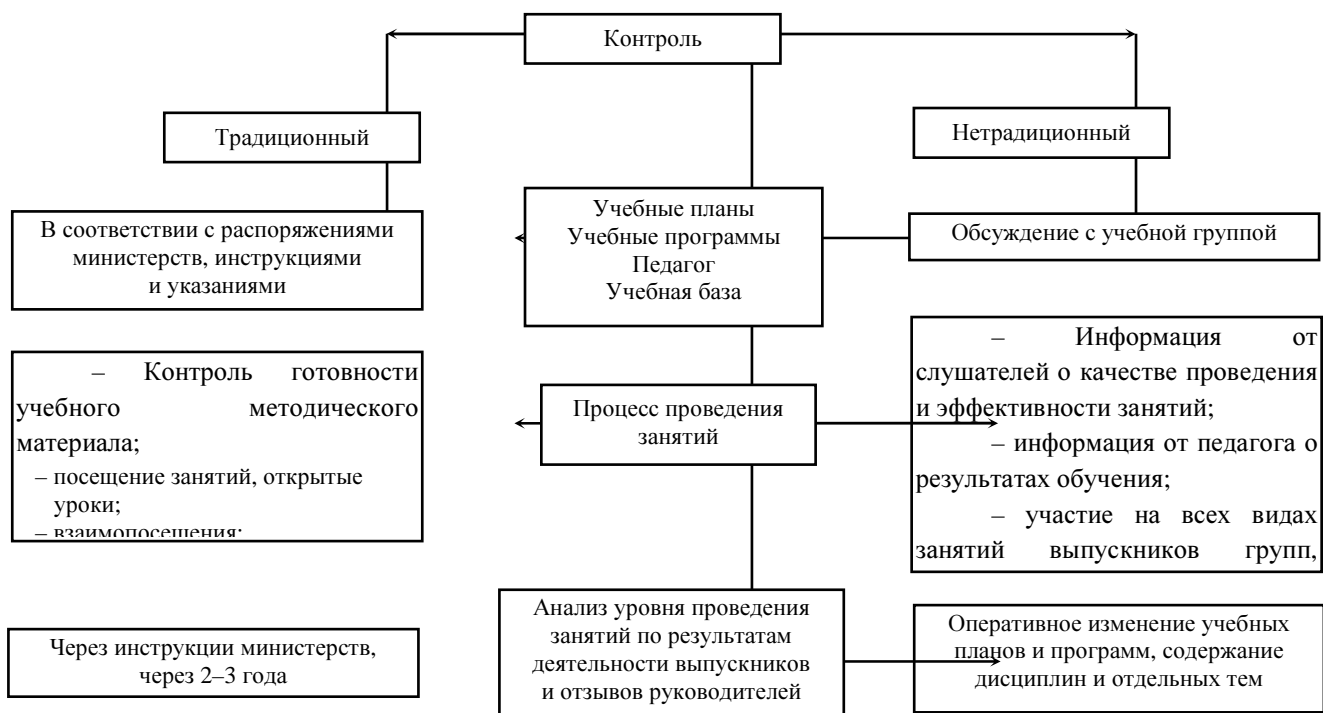 Контроль
Традиционный
Нетрадиционный
В соответствии с распоряжениями
министерств, инструкциями
и указаниями
Учебные планы
Учебные программы
Педагог
Учебная база
Обсуждение с учебной группой
– Контроль готовности
учебного методического
материала;
– посещение занятий, открытые
уроки;
– взаимопосещения;
Процесс проведения
занятий
– Информация от
слушателей о качестве проведения
и эффективности занятий;
– информация от педагога о
результатах обучения;
– участие на всех видах
занятий выпускников групп,
Через инструкции министерств,
через 2–3 года
Анализ уровня проведения
занятий по результатам
деятельности выпускников
и отзывов руководителей
Оперативное изменение учебных
планов и программ, содержание
дисциплин и отдельных тем